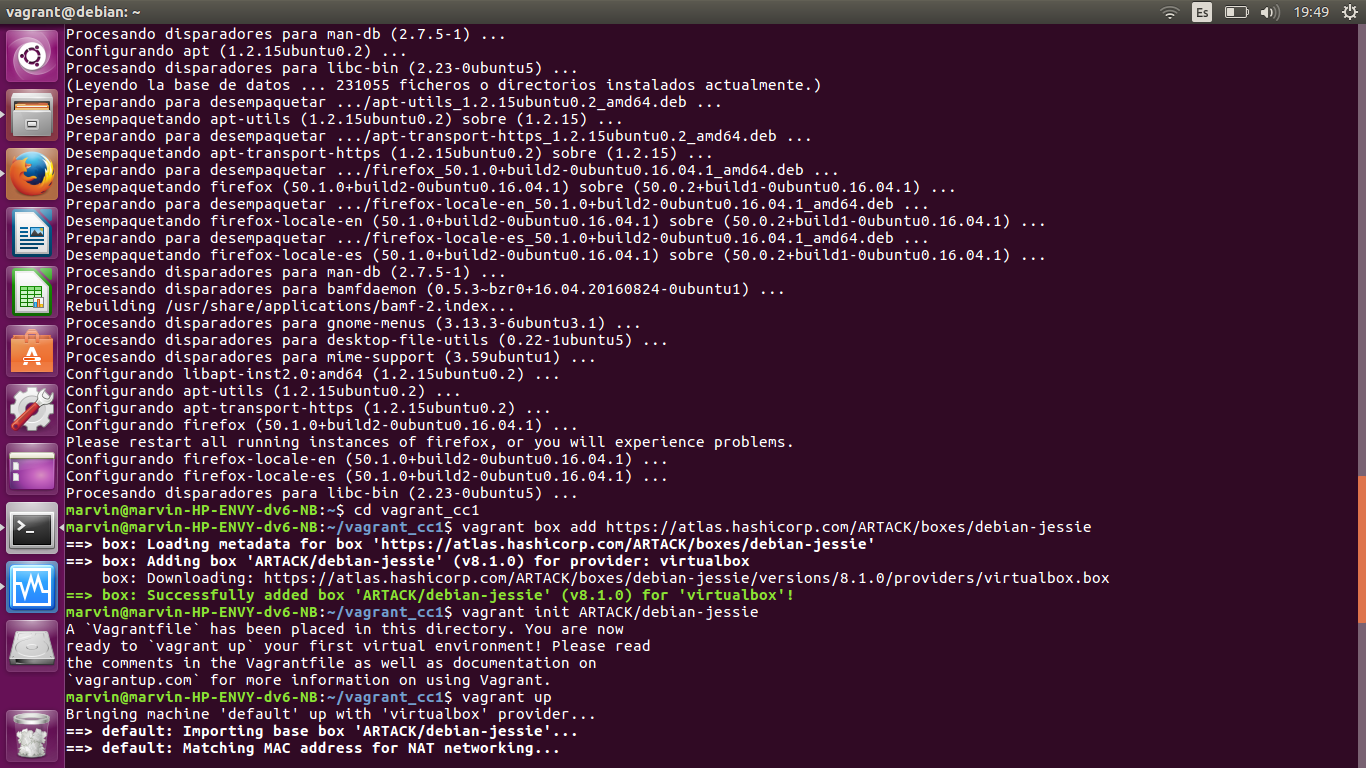 vagrant@debian: ~
Es
19:49
Procesando disparadores para man-db (2.7.5-1) ...
Configurando apt (1.2.15ubuntu0.2) ...
Procesando disparadores para libc-bin (2.23-0ubuntu5) ...
(Leyendo la base de datos ... 231055 ficheros o directorios instalados actualmente.)
Preparando para desempaquetar .../apt-utils_1.2.15ubuntu0.2_amd64.deb ...
Desempaquetando apt-utils (1.2.15ubuntu0.2) sobre (1.2.15) ...
Preparando para desempaquetar .../apt-transport-https_1.2.15ubuntu0.2_amd64.deb ...
Desempaquetando apt-transport-https (1.2.15ubuntu0.2) sobre (1.2.15) ...
Preparando para desempaquetar .../firefox_50.1.0+build2-0ubuntu0.16.04.1_amd64.deb ...
Desempaquetando firefox (50.1.0+build2-0ubuntu0.16.04.1) sobre (50.0.2+build1-0ubuntu0.16.04.1) ...
Preparando para desempaquetar .../firefox-locale-en_50.1.0+build2-0ubuntu0.16.04.1_amd64.deb ...
Desempaquetando firefox-locale-en (50.1.0+build2-0ubuntu0.16.04.1) sobre (50.0.2+build1-0ubuntu0.16.04.1) ...
Preparando para desempaquetar .../firefox-locale-es_50.1.0+build2-0ubuntu0.16.04.1_amd64.deb ...
Desempaquetando firefox-locale-es (50.1.0+build2-0ubuntu0.16.04.1) sobre (50.0.2+build1-0ubuntu0.16.04.1) ...
Procesando disparadores para man-db (2.7.5-1) ...
Procesando disparadores para bamfdaemon (0.5.3~bzr0+16.04.20160824-0ubuntu1) ...
Rebuilding /usr/share/applications/bamf-2.index...
Procesando disparadores para gnome-menus (3.13.3-6ubuntu3.1) ...
Procesando disparadores para desktop-file-utils (0.22-1ubuntu5) ...
Procesando disparadores para mime-support (3.59ubuntu1) ...
Configurando libapt-inst2.0:amd64 (1.2.15ubuntu0.2) ...
Configurando apt-utils (1.2.15ubuntu0.2) ...
Configurando apt-transport-https (1.2.15ubuntu0.2) ...
Configurando firefox (50.1.0+build2-0ubuntu0.16.04.1) ...
Please restart all running instances of firefox, or you will experience problems.
Configurando firefox-locale-en (50.1.0+build2-0ubuntu0.16.04.1) ...
Configurando firefox-locale-es (50.1.0+build2-0ubuntu0.16.04.1) ...
Procesando disparadores para libc-bin (2.23-0ubuntu5) ...
marvin@marvin-HP-ENVY-dv6-NB:~$ cd vagrant_cc1
marvin@marvin-HP-ENVY-dv6-NB:~/vagrant_cc1$ vagrant box add https://atlas.hashicorp.com/ARTACK/boxes/debian-jessie
==> box: Loading metadata for box 'https://atlas.hashicorp.com/ARTACK/boxes/debian-jessie'
==> box: Adding box 'ARTACK/debian-jessie' (v8.1.0) for provider: virtualbox
    box: Downloading: https://atlas.hashicorp.com/ARTACK/boxes/debian-jessie/versions/8.1.0/providers/virtualbox.box
==> box: Successfully added box 'ARTACK/debian-jessie' (v8.1.0) for 'virtualbox'!
marvin@marvin-HP-ENVY-dv6-NB:~/vagrant_cc1$ vagrant init ARTACK/debian-jessie
A `Vagrantfile` has been placed in this directory. You are now
ready to `vagrant up` your first virtual environment! Please read
the comments in the Vagrantfile as well as documentation on
`vagrantup.com` for more information on using Vagrant.
marvin@marvin-HP-ENVY-dv6-NB:~/vagrant_cc1$ vagrant up
Bringing machine 'default' up with 'virtualbox' provider...
==> default: Importing base box 'ARTACK/debian-jessie'...
==> default: Matching MAC address for NAT networking...